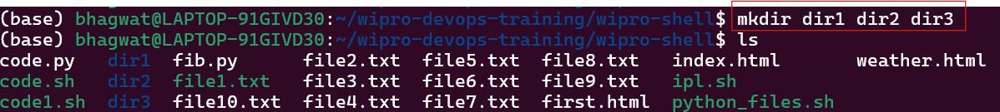 (base) bhagwat@LAPTOP-91GIVD30:~/wipro-devops-training/wipro-shell$ mkdir dir1 dir2 dir3
(base) bhagwat@LAPTOP-91GIVD30:~/wipro-devops-training/wipro-shell$ ls
code.py   dir1  fib.py      file2.txt  file5.txt  file8.txt   index.html       weather.html
code.sh   dir2  file1.txt   file3.txt  file6.txt  file9.txt   ipl.sh
code1.sh  dir3  file10.txt  file4.txt  file7.txt  first.html  python_files.sh